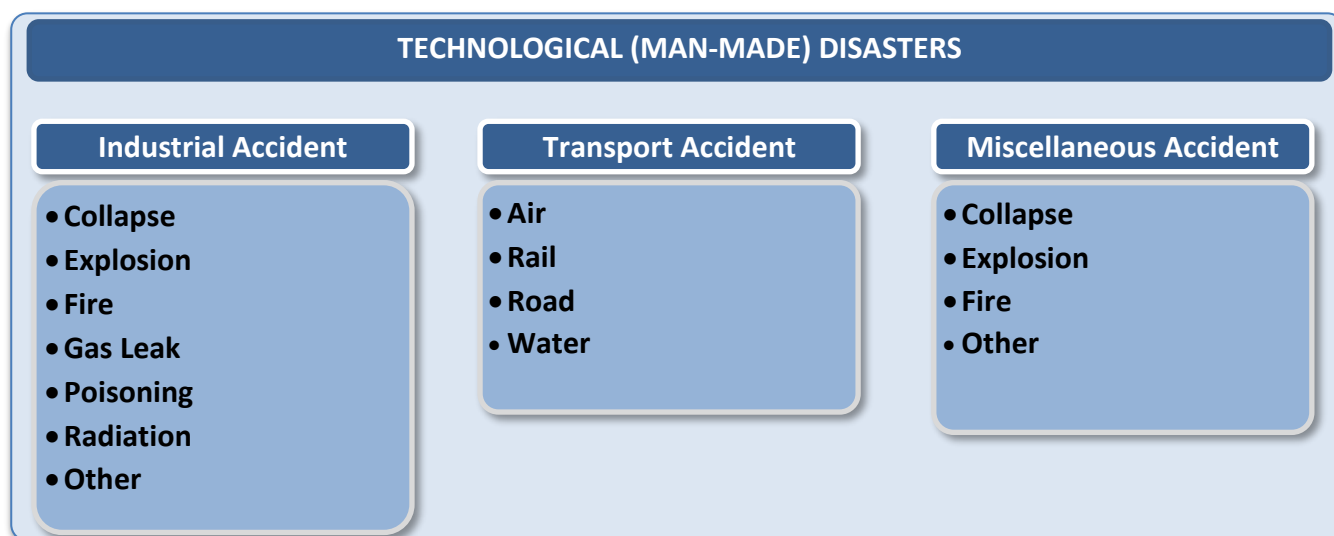 TECHNOLOGICAL (MAN-MADE) DISASTERS
Industrial Accident
• Collapse
• Explosion
• Fire
• Gas Leak
• Poisoning
• Radiation
• Other
Transport Accident
• Air
• Rail
• Road
• Water
Miscellaneous Accident
• Collapse
• Explosion
• Fire
• Other